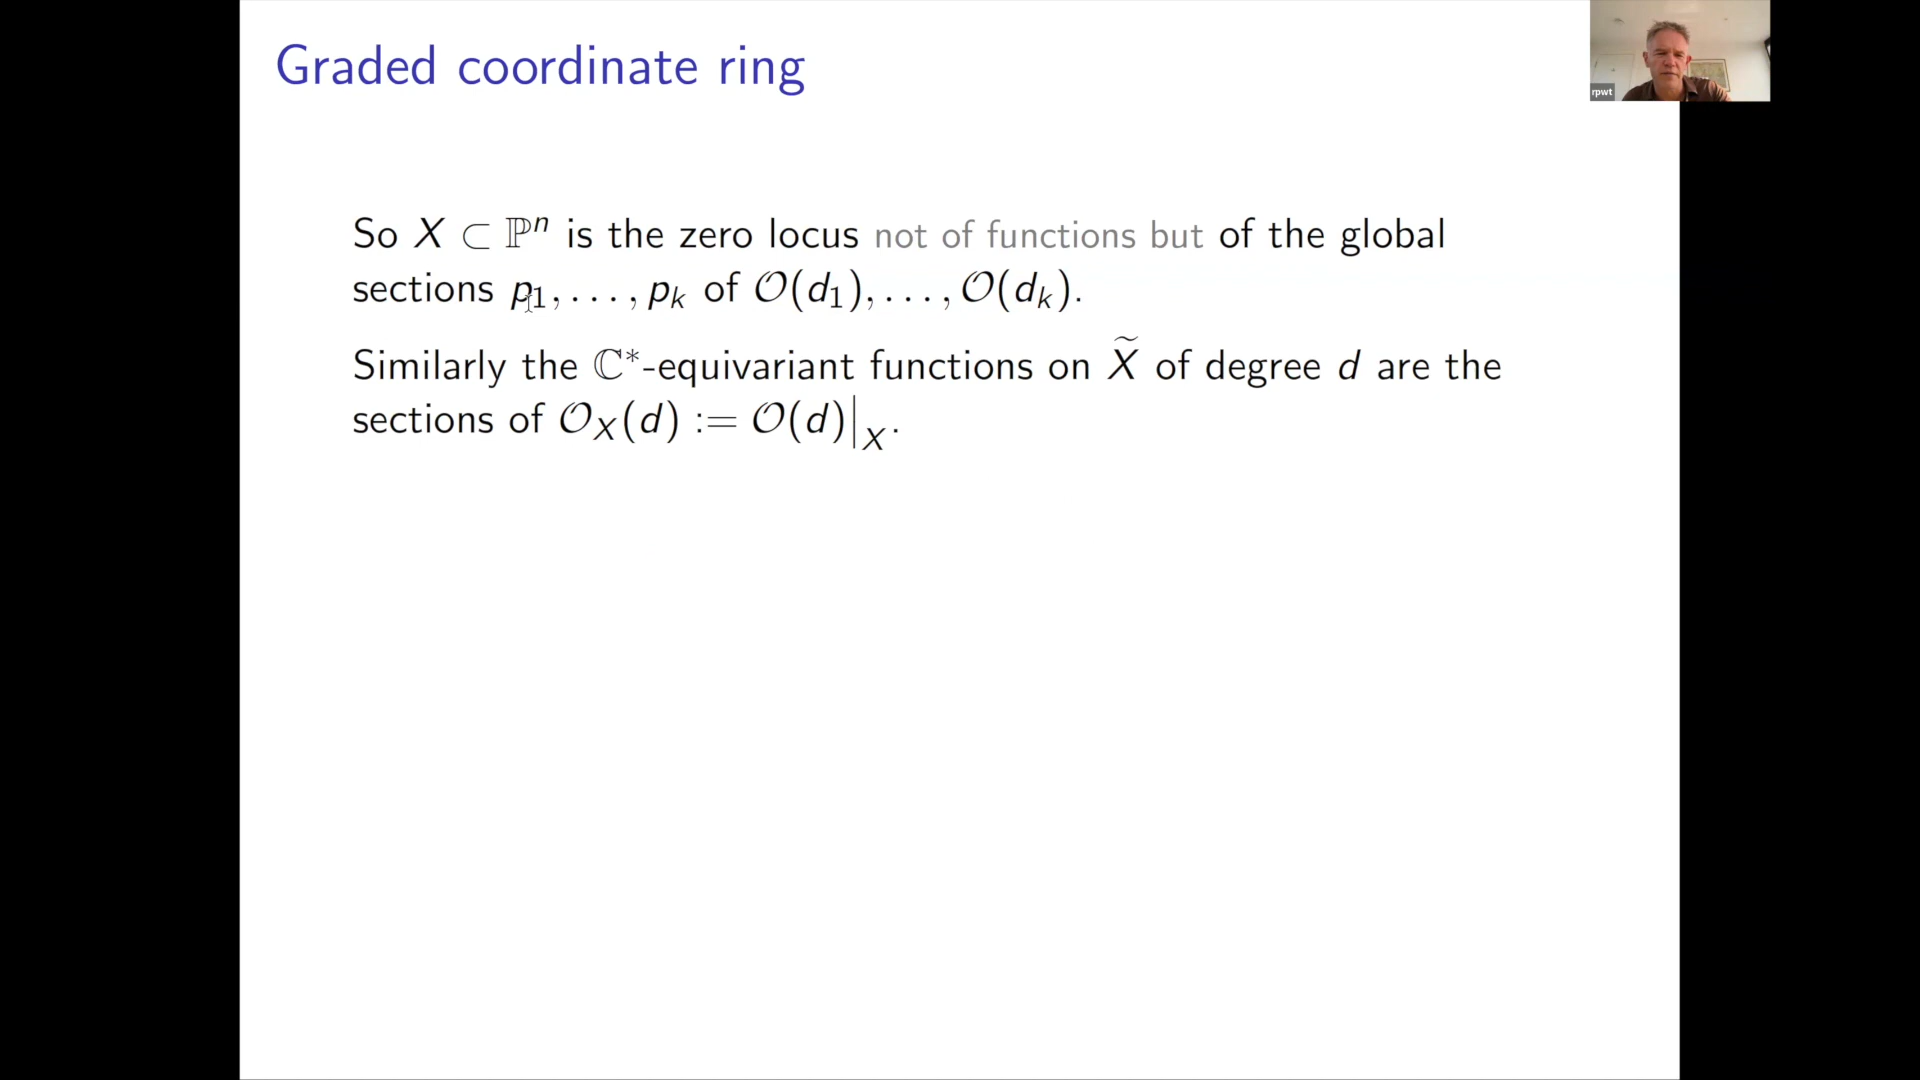 Graded coordinate ring
rpwt
So X ⊂ ℙⁿ is the zero locus not of functions but of the global
sections p₁, . . . , pₖ of 𝒪(d₁), . . . , 𝒪(dₖ).
Similarly the ℂ*-equivariant functions on X̃ of degree d are the
sections of 𝒪_X(d) := 𝒪(d)|_X.